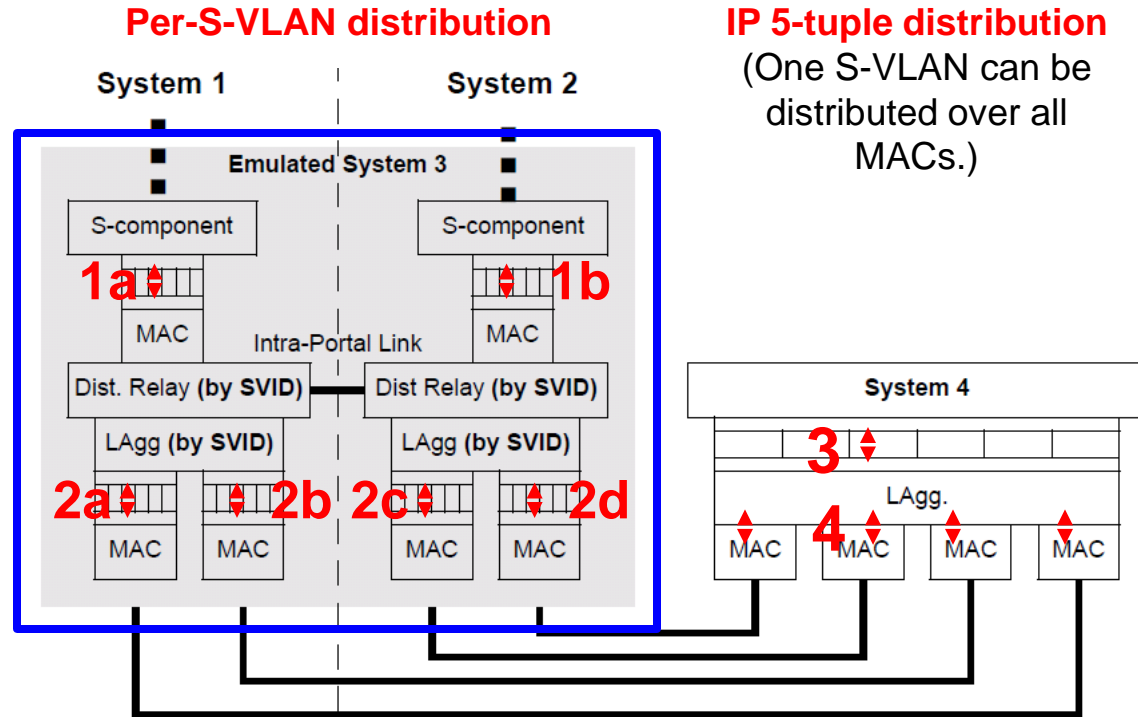 Per-S-VLAN distribution
IP 5-tuple distribution
(One S-VLAN can be
distributed over all
MACs.)
System 1
System 2
Emulated System 3
S-component
S-component
1a
1b
MAC
MAC
Intra-Portal Link
Dist. Relay (by SVID)
Dist Relay (by SVID)
LAgg (by SVID)
LAgg (by SVID)
2a
2b
2c
2d
MAC
MAC
MAC
MAC
System 4
3
LAgg.
4
MAC
MAC
MAC
MAC